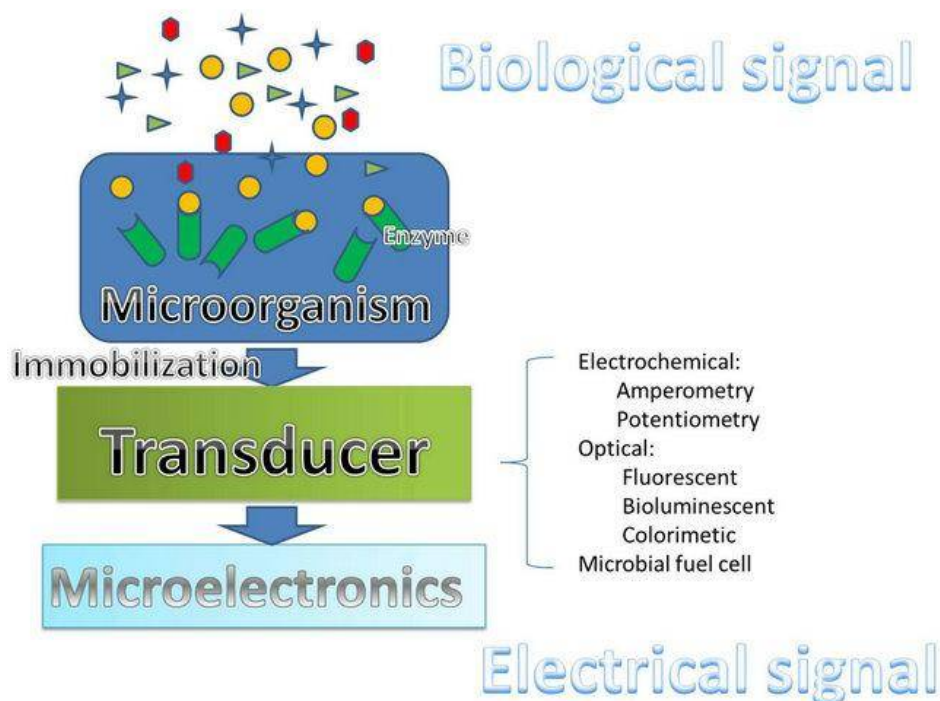 Biological signal
Enzyme
Microorganism
Immobilization
Transducer
Electrochemical:
Amperometry
Potentiometry
Optical:
Fluorescent
Bioluminescent
Colorimetic
Microbial fuel cell
Microelectronics
Electrical signal